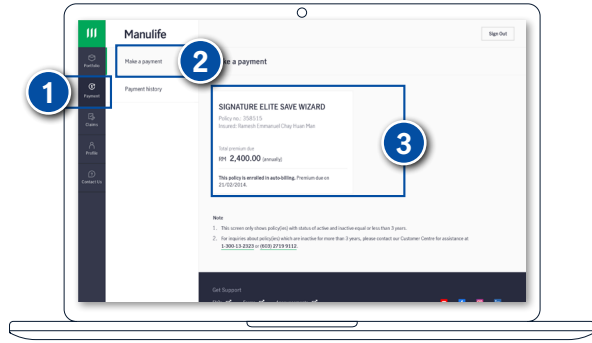 Manulife
Sign Out
Portfolio
Payment
Claims
Profile
Contact Us
Make a payment
Payment history
1
2
3
ke a payment
SIGNATURE ELITE SAVE WIZARD
Policy no.: 358515
Insured: Ramesh Immanuel Chay Huan Man
Total premium due
RM 2,400.00 (annually)
This policy is enrolled in auto-billing. Premium due on
21/02/2014.
Note
1. This screen only shows policy(ies) with status of active and inactive equal or less than 3 years.
2. For inquiries about policy(ies) which are inactive for more than 3 years, please contact our Customer Centre for assistance at
1-300-13-2323 or (603) 2719 9112.
Get Support